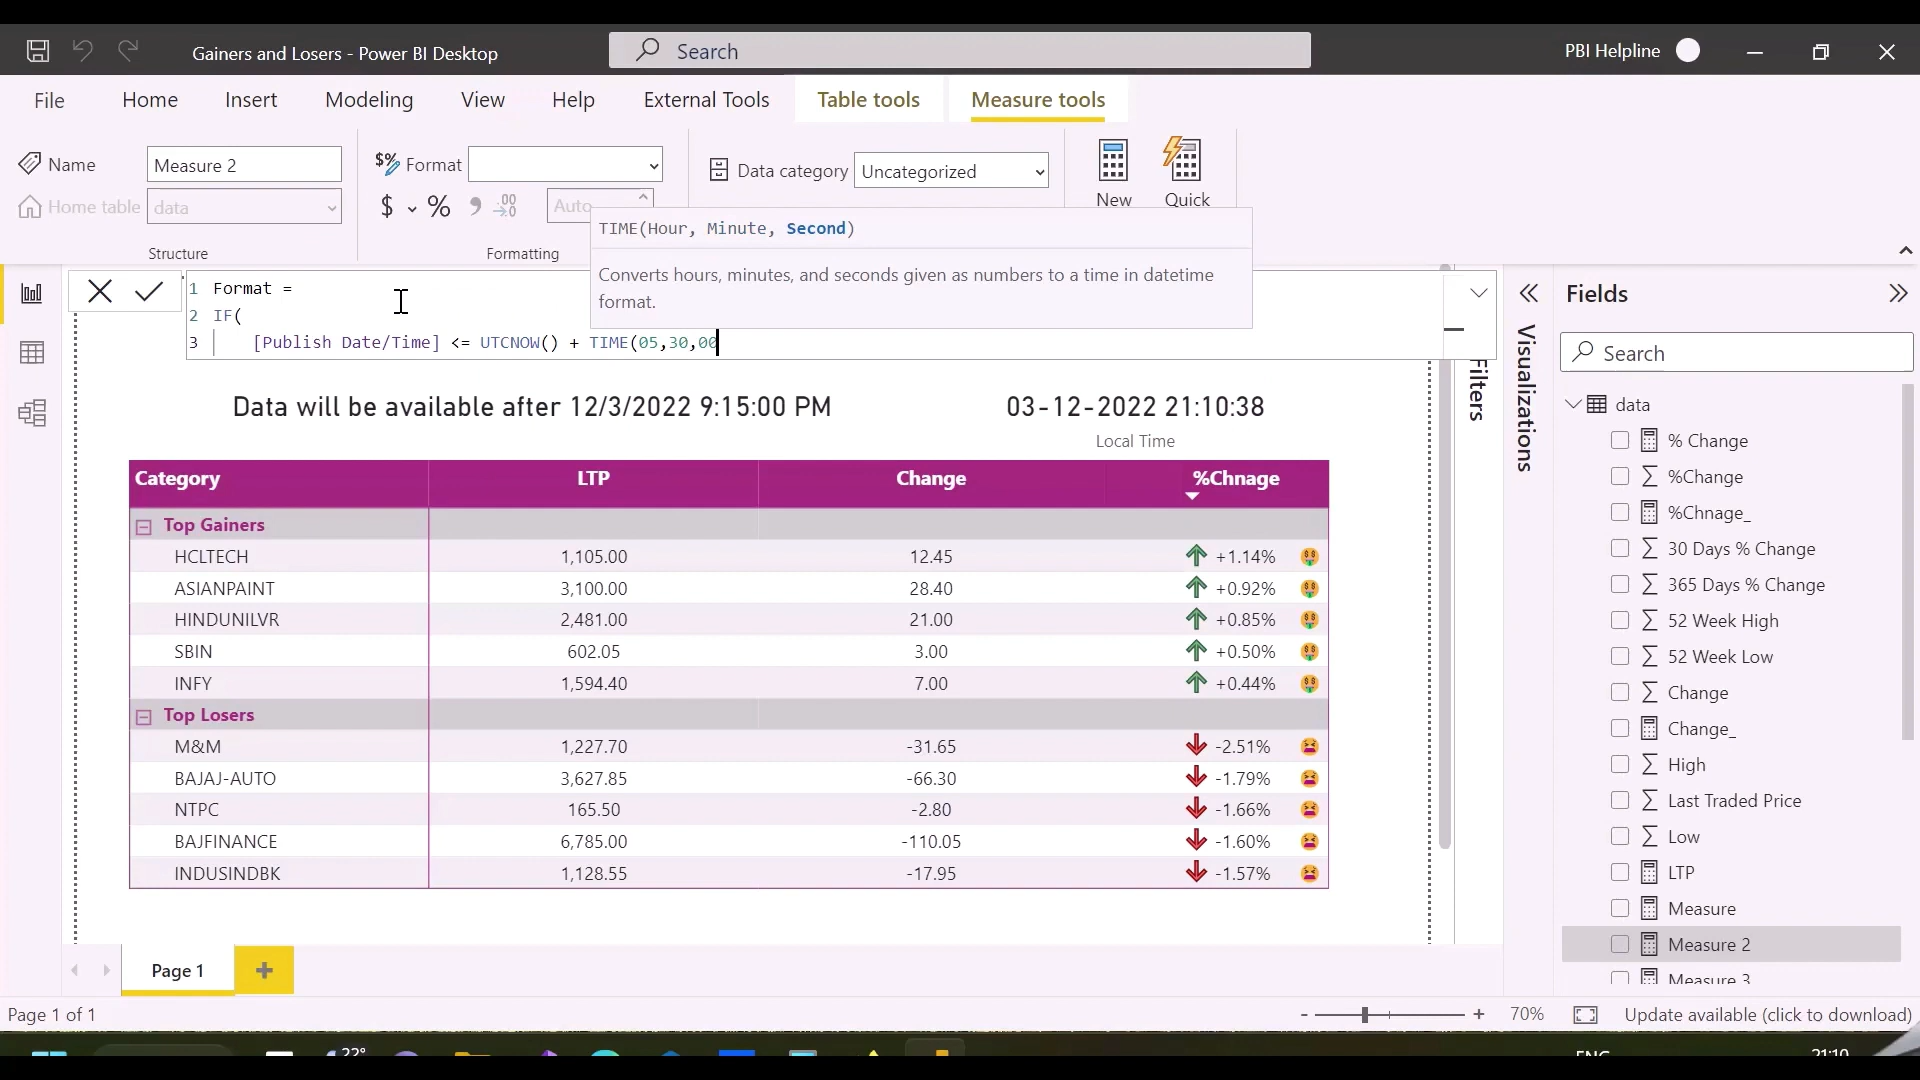 Gainers and Losers - Power BI Desktop
Search
PBI Helpline
File Home Insert Modeling View Help External Tools Table tools Measure tools
Name Measure 2
Home table data
Structure
$% Format
$ % 9 .00 →.0 Auto
Formatting
Data category Uncategorized
New
Quick
TIME(Hour, Minute, Second)
Converts hours, minutes, and seconds given as numbers to a time in datetime
format.
1 Format =
2 IF(
3 [Publish Date/Time] <= UTCNOW() + TIME(05,30,00
Data will be available after 12/3/2022 9:15:00 PM
03-12-2022 21:10:38
Local Time
Category LTP Change %Chnage
Top Gainers
HCLTECH 1,105.00 12.45 +1.14%
ASIANPAINT 3,100.00 28.40 +0.92%
HINDUNILVR 2,481.00 21.00 +0.85%
SBIN 602.05 3.00 +0.50%
INFY 1,594.40 7.00 +0.44%
Top Losers
M&M 1,227.70 -31.65 -2.51%
BAJAJ-AUTO 3,627.85 -66.30 -1.79%
NTPC 165.50 -2.80 -1.66%
BAJFINANCE 6,785.00 -110.05 -1.60%
INDUSINDBK 1,128.55 -17.95 -1.57%
Filters
Visualizations
Fields
Search
data
% Change
%Change
%Chnage_
30 Days % Change
365 Days % Change
52 Week High
52 Week Low
Change
Change_
High
Last Traded Price
Low
LTP
Measure
Measure 2
Measure 3
Page 1
Page 1 of 1
- + 70%
Update available (click to download)
22°
ENG
21:10